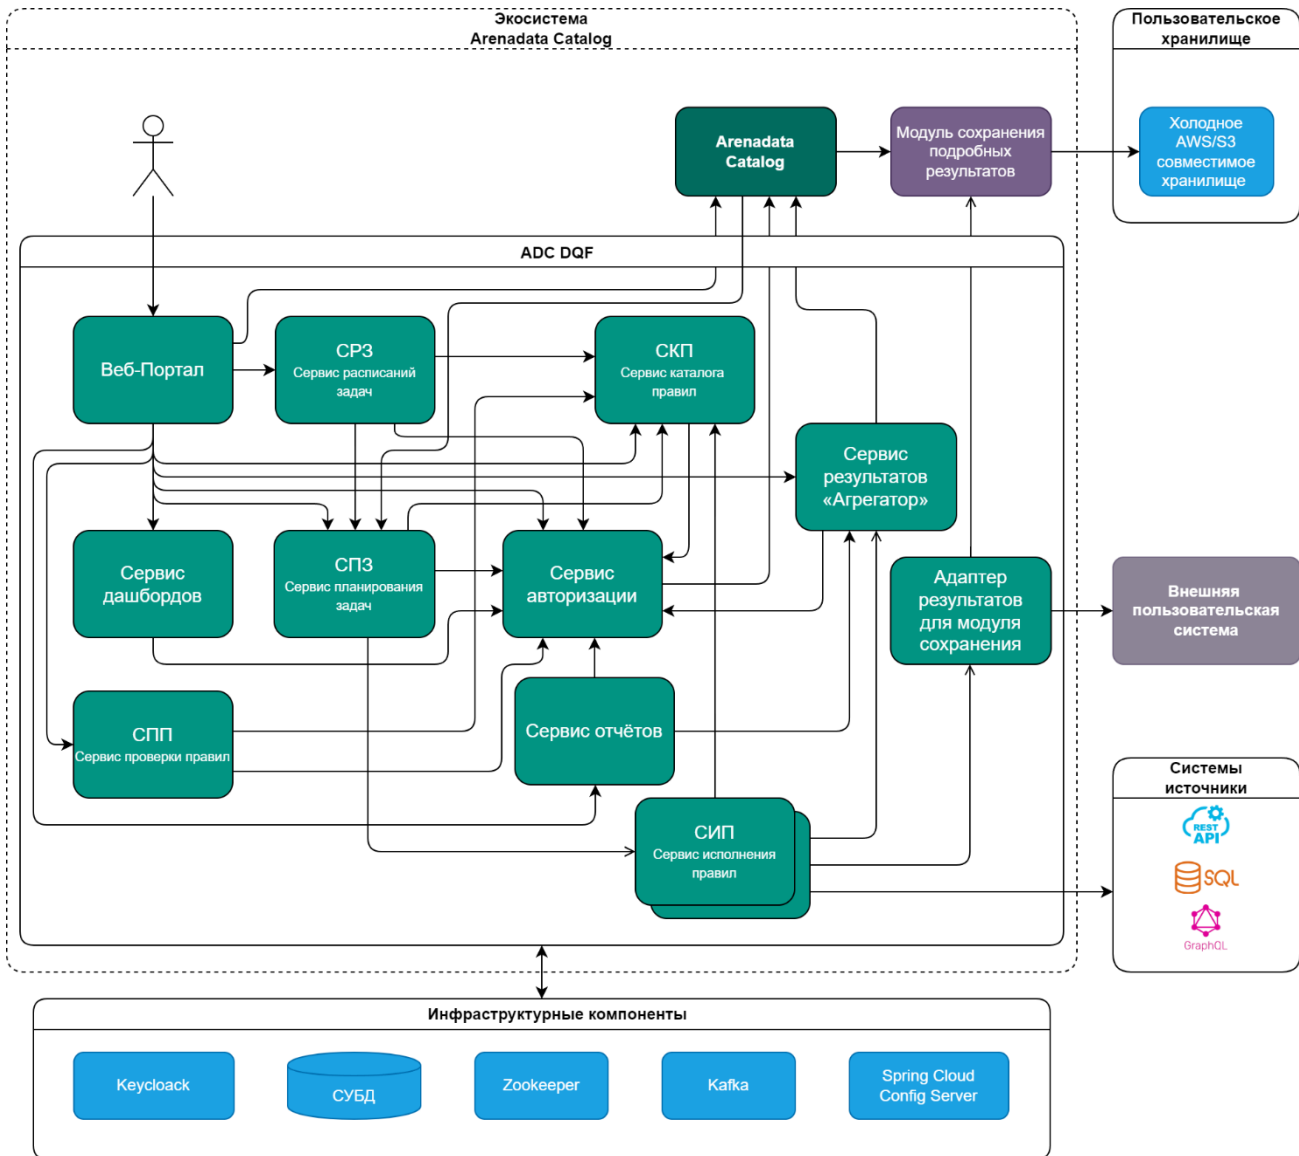 Экосистема
Arenadata Catalog
Пользовательское
хранилище
Arenadata
Catalog
Модуль сохранения
подробных
результатов
Холодное
AWS/S3
совместимое
хранилище
ADC DQF
Веб-Портал
СРЗ
Сервис расписаний
задач
СКП
Сервис каталога
правил
Сервис
результатов
«Агрегатор»
Сервис
дашбордов
СПЗ
Сервис планирования
задач
Сервис
авторизации
Адаптер
результатов
для модуля
сохранения
Внешняя
пользовательская
система
СПП
Сервис проверки правил
Сервис отчётов
СИП
Сервис исполнения
правил
Системы
источники
REST
API
SQL
GraphQL
Инфраструктурные компоненты
Keycloack
СУБД
Zookeeper
Kafka
Spring Cloud
Config Server